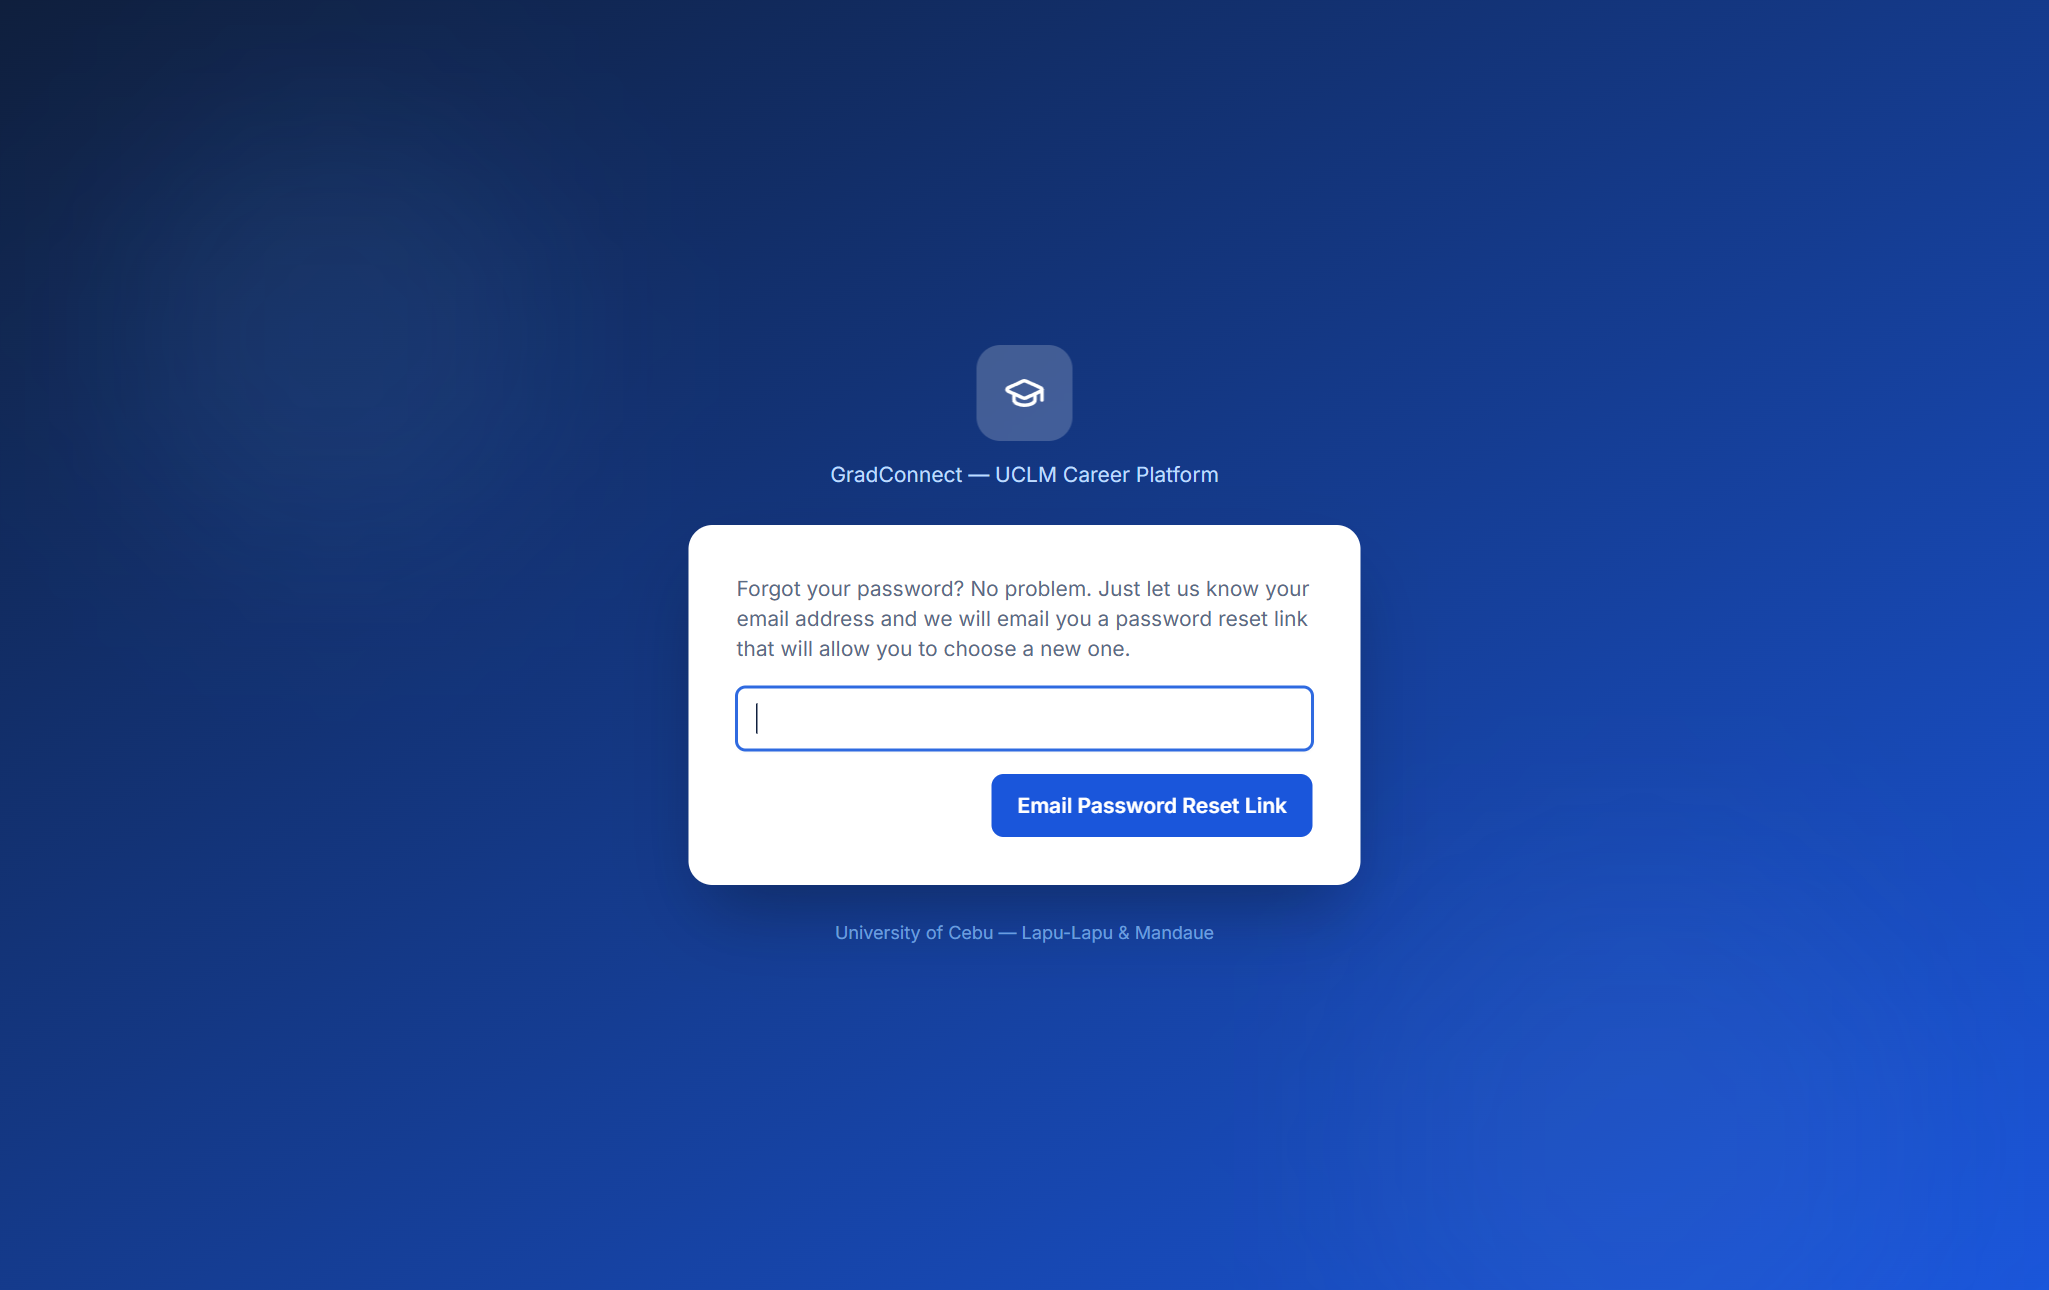 GradConnect — UCLM Career Platform
Forgot your password? No problem. Just let us know your
email address and we will email you a password reset link
that will allow you to choose a new one.
Email Password Reset Link
University of Cebu — Lapu-Lapu & Mandaue